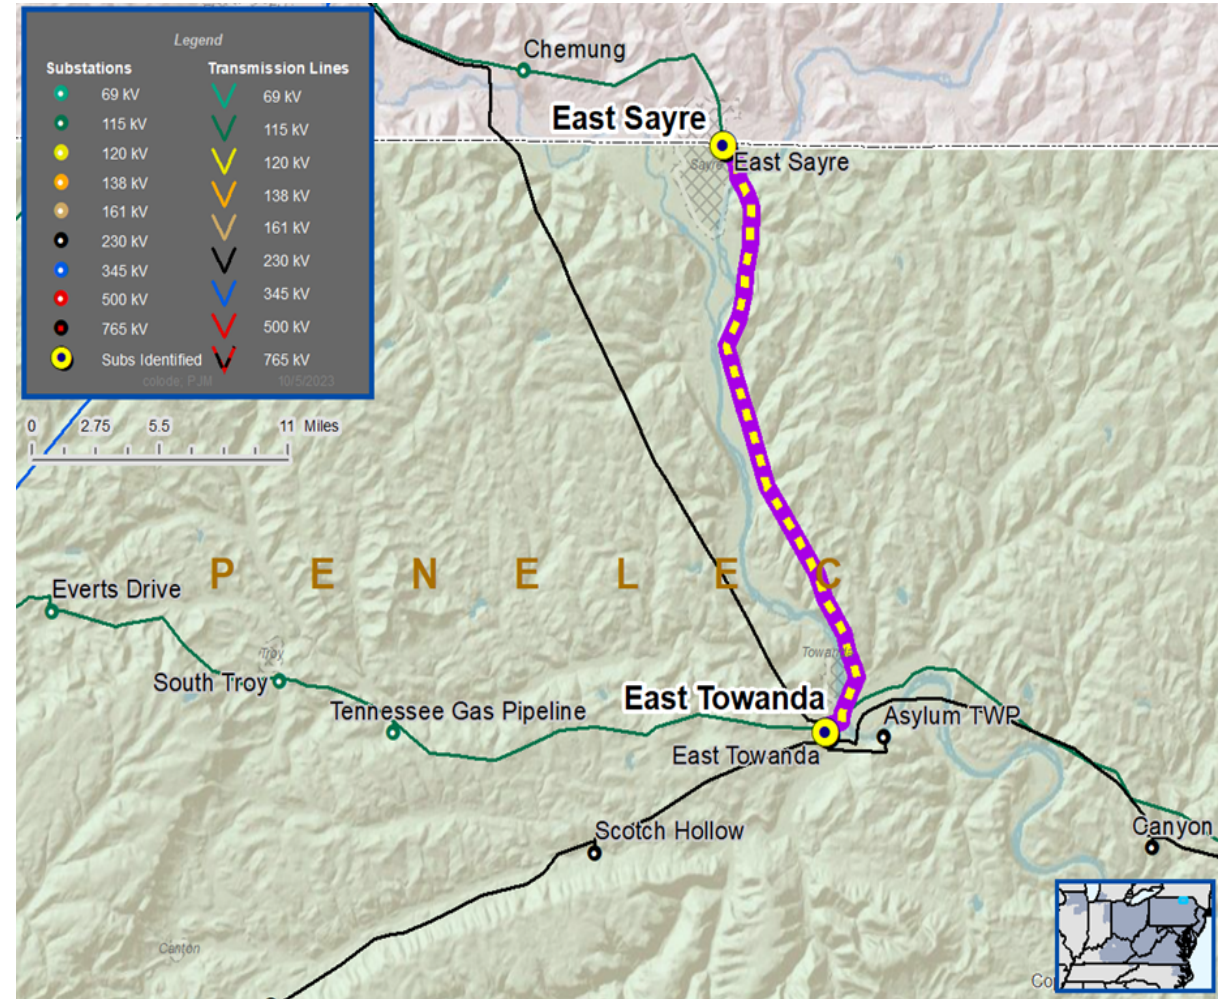 Legend
Substations
Transmission Lines
69 kV
69 kV
115 kV
115 kV
120 kV
120 kV
138 kV
138 kV
161 kV
161 kV
230 kV
230 kV
345 kV
345 kV
500 kV
500 kV
765 kV
Subs Identified
765 kV
colode: PJM
10/5/2023
0 2.75 5.5 11 Miles
Chemung
East Sayre
East Sayre
Sayre
P E N E L E C
Everts Drive
Troy
South Troy
Towanda
East Towanda
Tennessee Gas Pipeline
Asylum TWP
East Towanda
Scotch Hollow
Canyon
Canton